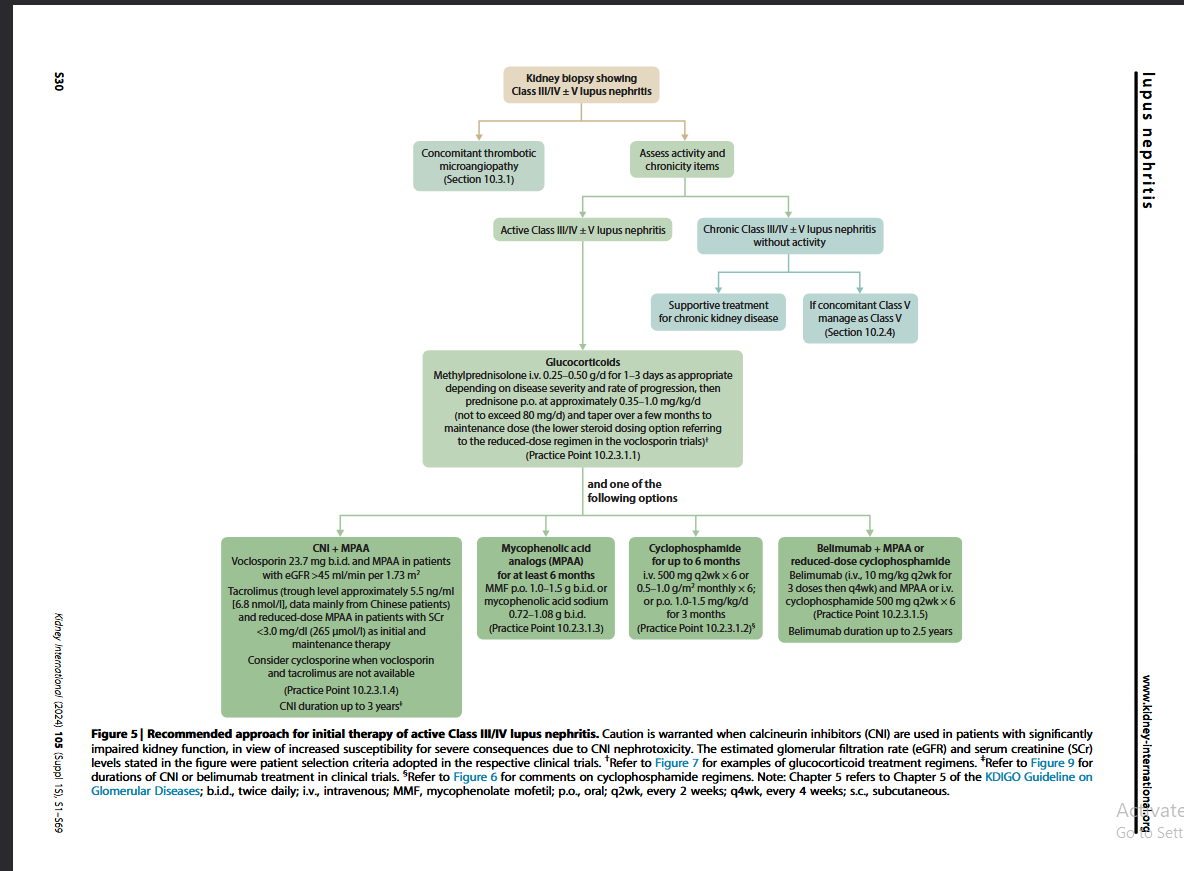 S30
lupus nephritis
Kidney biopsy showing
Class III/IV ± V lupus nephritis
Concomitant thrombotic
microangiopathy
(Section 10.3.1)
Assess activity and
chronicity items
Active Class III/IV ± V lupus nephritis
Chronic Class III/IV ± V lupus nephritis
without activity
Supportive treatment
for chronic kidney disease
If concomitant Class V
manage as Class V
(Section 10.2.4)
Glucocorticoids
Methylprednisolone i.v. 0.25–0.50 g/d for 1–3 days as appropriate
depending on disease severity and rate of progression, then
prednisone p.o. at approximately 0.35–1.0 mg/kg/d
(not to exceed 80 mg/d) and taper over a few months to
maintenance dose (the lower steroid dosing option referring
to the reduced-dose regimen in the voclosporin trials)†
(Practice Point 10.2.3.1.1)
and one of the
following options
CNI + MPAA
Voclosporin 23.7 mg b.i.d. and MPAA in patients
with eGFR >45 ml/min per 1.73 m²
Tacrolimus (trough level approximately 5.5 ng/ml
[6.8 nmol/l], data mainly from Chinese patients)
and reduced-dose MPAA in patients with SCr
<3.0 mg/dl (265 μmol/l) as initial and
maintenance therapy
Consider cyclosporine when voclosporin
and tacrolimus are not available
(Practice Point 10.2.3.1.4)
CNI duration up to 3 years‡
Mycophenolic acid
analogs (MPAA)
for at least 6 months
MMF p.o. 1.0–1.5 g b.i.d. or
mycophenolic acid sodium
0.72–1.08 g b.i.d.
(Practice Point 10.2.3.1.3)
Cyclophosphamide
for up to 6 months
i.v. 500 mg q2wk × 6 or
0.5–1.0 g/m² monthly × 6;
or p.o. 1.0-1.5 mg/kg/d
for 3 months
(Practice Point 10.2.3.1.2)§
Belimumab + MPAA or
reduced-dose cyclophosphamide
Belimumab (i.v., 10 mg/kg q2wk for
3 doses then q4wk) and MPAA or i.v.
cyclophosphamide 500 mg q2wk × 6
(Practice Point 10.2.3.1.5)
Belimumab duration up to 2.5 years
Figure 5 | Recommended approach for initial therapy of active Class III/IV lupus nephritis. Caution is warranted when calcineurin inhibitors (CNI) are used in patients with significantly
impaired kidney function, in view of increased susceptibility for severe consequences due to CNI nephrotoxicity. The estimated glomerular filtration rate (eGFR) and serum creatinine (SCr)
levels stated in the figure were patient selection criteria adopted in the respective clinical trials. †Refer to Figure 7 for examples of glucocorticoid treatment regimens. ‡Refer to Figure 9 for
durations of CNI or belimumab treatment in clinical trials. §Refer to Figure 6 for comments on cyclophosphamide regimens. Note: Chapter 5 refers to Chapter 5 of the KDIGO Guideline on
Glomerular Diseases; b.i.d., twice daily; i.v., intravenous; MMF, mycophenolate mofetil; p.o., oral; q2wk, every 2 weeks; q4wk, every 4 weeks; s.c., subcutaneous.
Kidney International (2024) 105 (Suppl 1S), S1–S69
www.kidney-international.org
Activate
Go to Sett